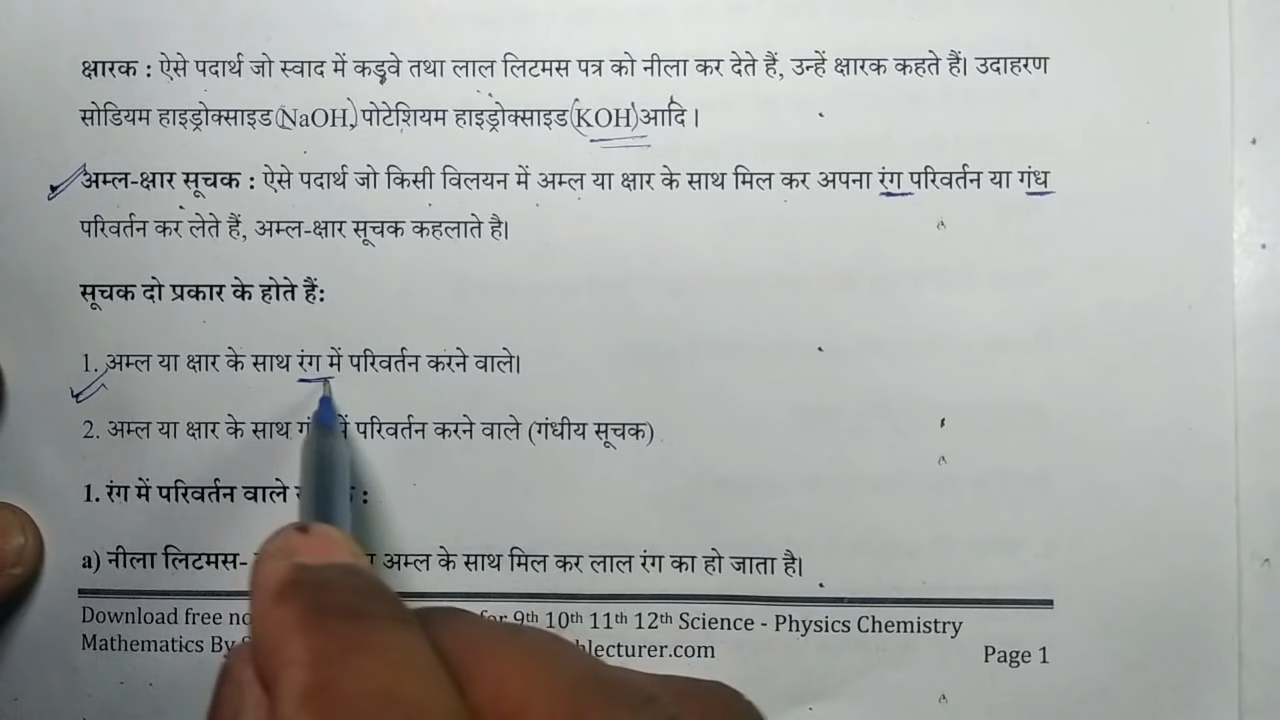 क्षारक : ऐसे पदार्थ जो स्वाद में कड़ुवे तथा लाल लिटमस पत्र को नीला कर देते हैं, उन्हें क्षारक कहते हैं। उदाहरण
सोडियम हाइड्रोक्साइड(NaOH), पोटेशियम हाइड्रोक्साइड(KOH) आदि ।
अम्ल-क्षार सूचक : ऐसे पदार्थ जो किसी विलयन में अम्ल या क्षार के साथ मिल कर अपना रंग परिवर्तन या गंध
परिवर्तन कर लेते हैं, अम्ल-क्षार सूचक कहलाते है।
सूचक दो प्रकार के होते हैं:
1. अम्ल या क्षार के साथ रंग में परिवर्तन करने वाले।
2. अम्ल या क्षार के साथ में परिवर्तन करने वाले (गंधीय सूचक)
1. रंग में परिवर्तन वाले :
a) नीला लिटमस- अम्ल के साथ मिल कर लाल रंग का हो जाता है।
Download free 9th 10th 11th 12th Science - Physics Chemistry
Mathematics By lecturer.com
Page 1